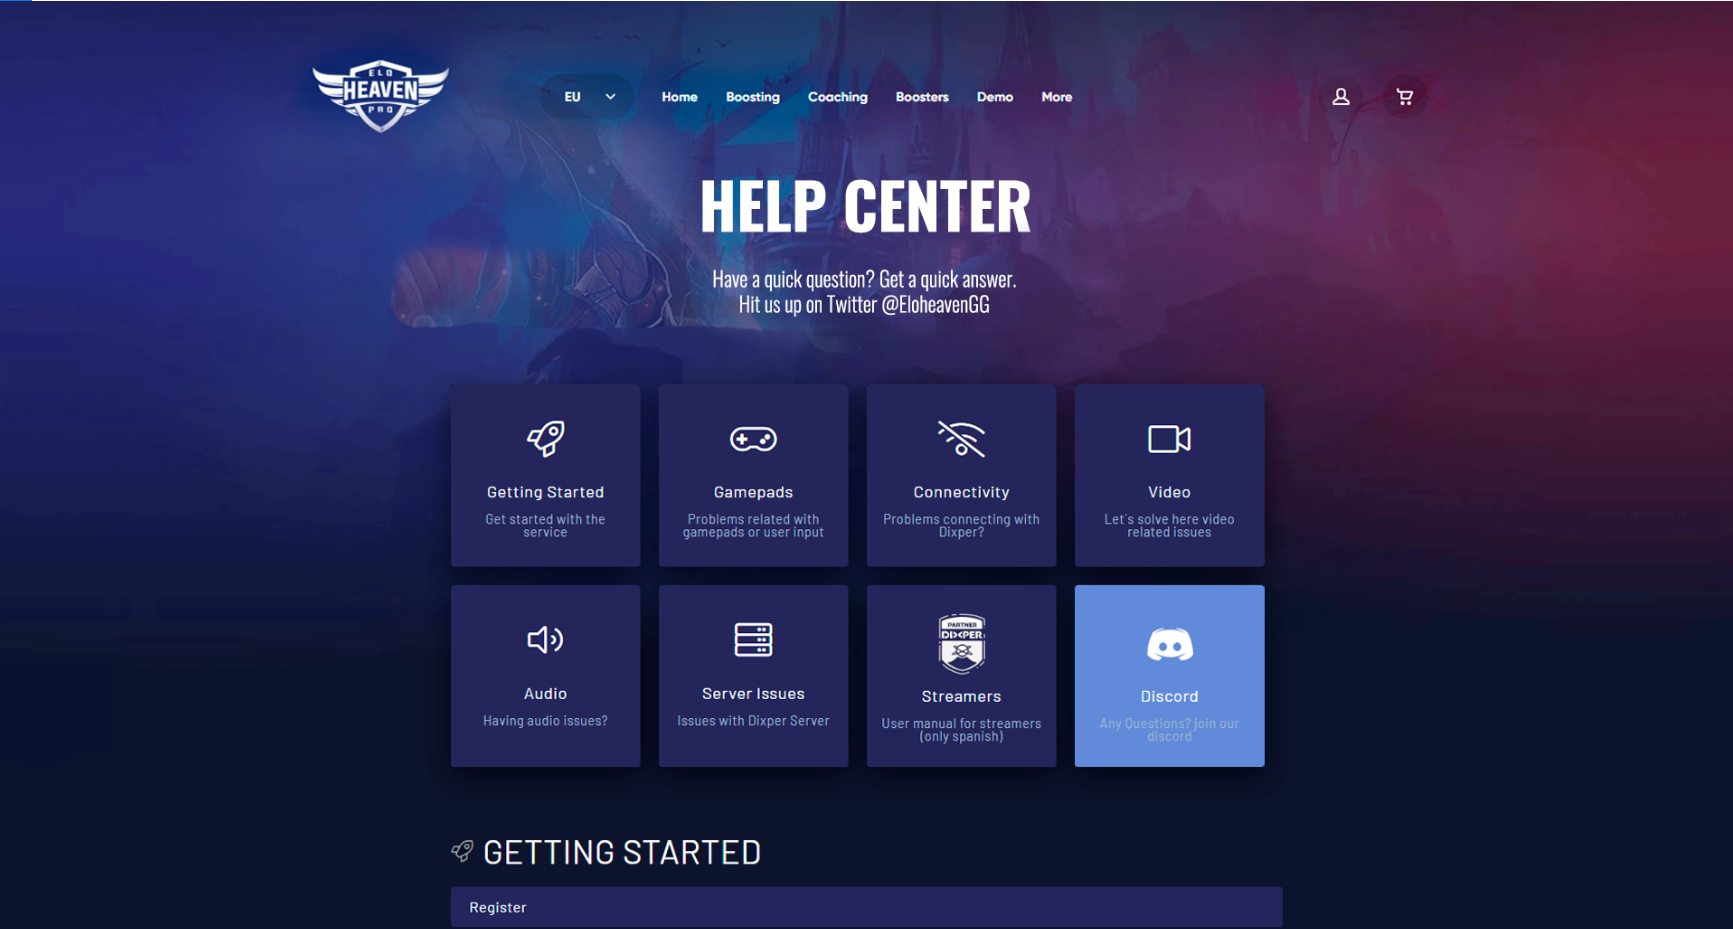 ELO
HEAVEN
PRO
EU
Home
Boosting
Coaching
Boosters
Demo
More
HELP CENTER
Have a quick question? Get a quick answer.
Hit us up on Twitter @EloheavenGG
Getting Started
Get started with the
service
Gamepads
Problems related with
gamepads or user input
Connectivity
Problems connecting with
Dixper?
Video
Let´s solve here video
related issues
Audio
Having audio issues?
Server Issues
Issues with Dixper Server
PARTNER
DIXPER
Streamers
User manual for streamers
(only spanish)
Discord
Any Questions? join our
discord
GETTING STARTED
Register